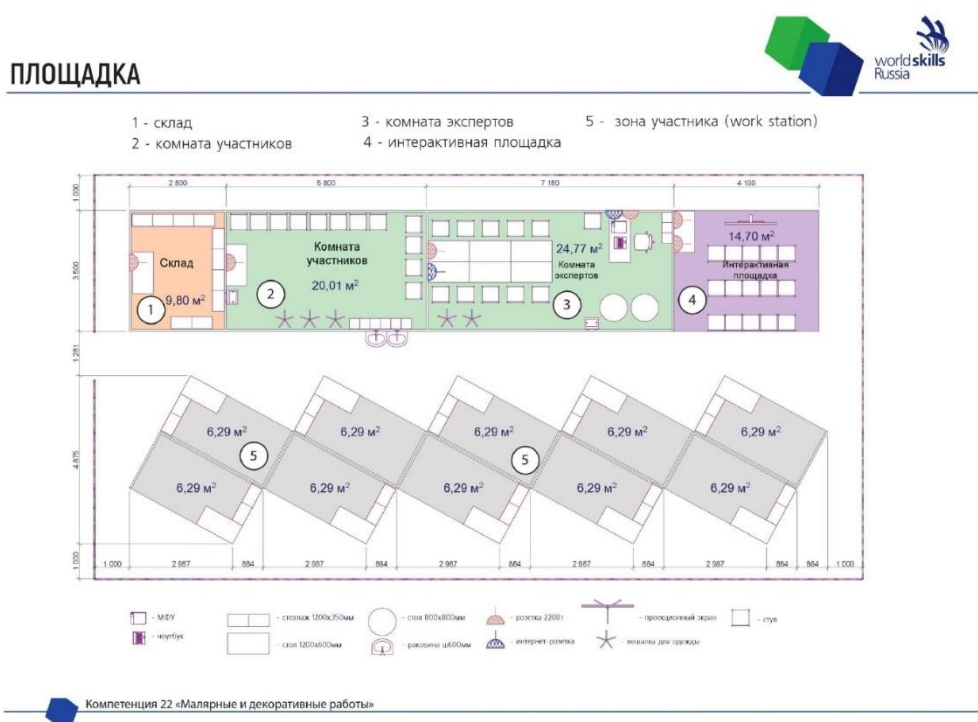 ПЛОЩАДКА
worldskills
Russia
1 - склад
2 - комната участников
3 - комната экспертов
4 - интерактивная площадка
5 - зона участника (work station)
2 800
5 800
7 180
4 199
1 000
3 500
1 281
4 875
1 000
Склад
9,80 м²
1
Комната
участников
20,01 м²
2
24,77 м²
Комната
экспертов
3
14,70 м²
Интерактивная
площадка
4
6,29 м²
6,29 м²
6,29 м²
6,29 м²
6,29 м²
5
5
6,29 м²
6,29 м²
6,29 м²
6,29 м²
6,29 м²
1 000
2 987
884
2 987
884
2 987
884
2 987
884
2 987
884
884
1 000
- МФУ
- ноутбук
- стеллаж 1200х350мм
- стол 1200х600мм
- стол 800х800мм
- раковина ш600мм
- розетка 220Вт
- интернет-розетка
- проекционный экран
- вешалка для одежды
- стул
Компетенция 22 «Малярные и декоративные работы»